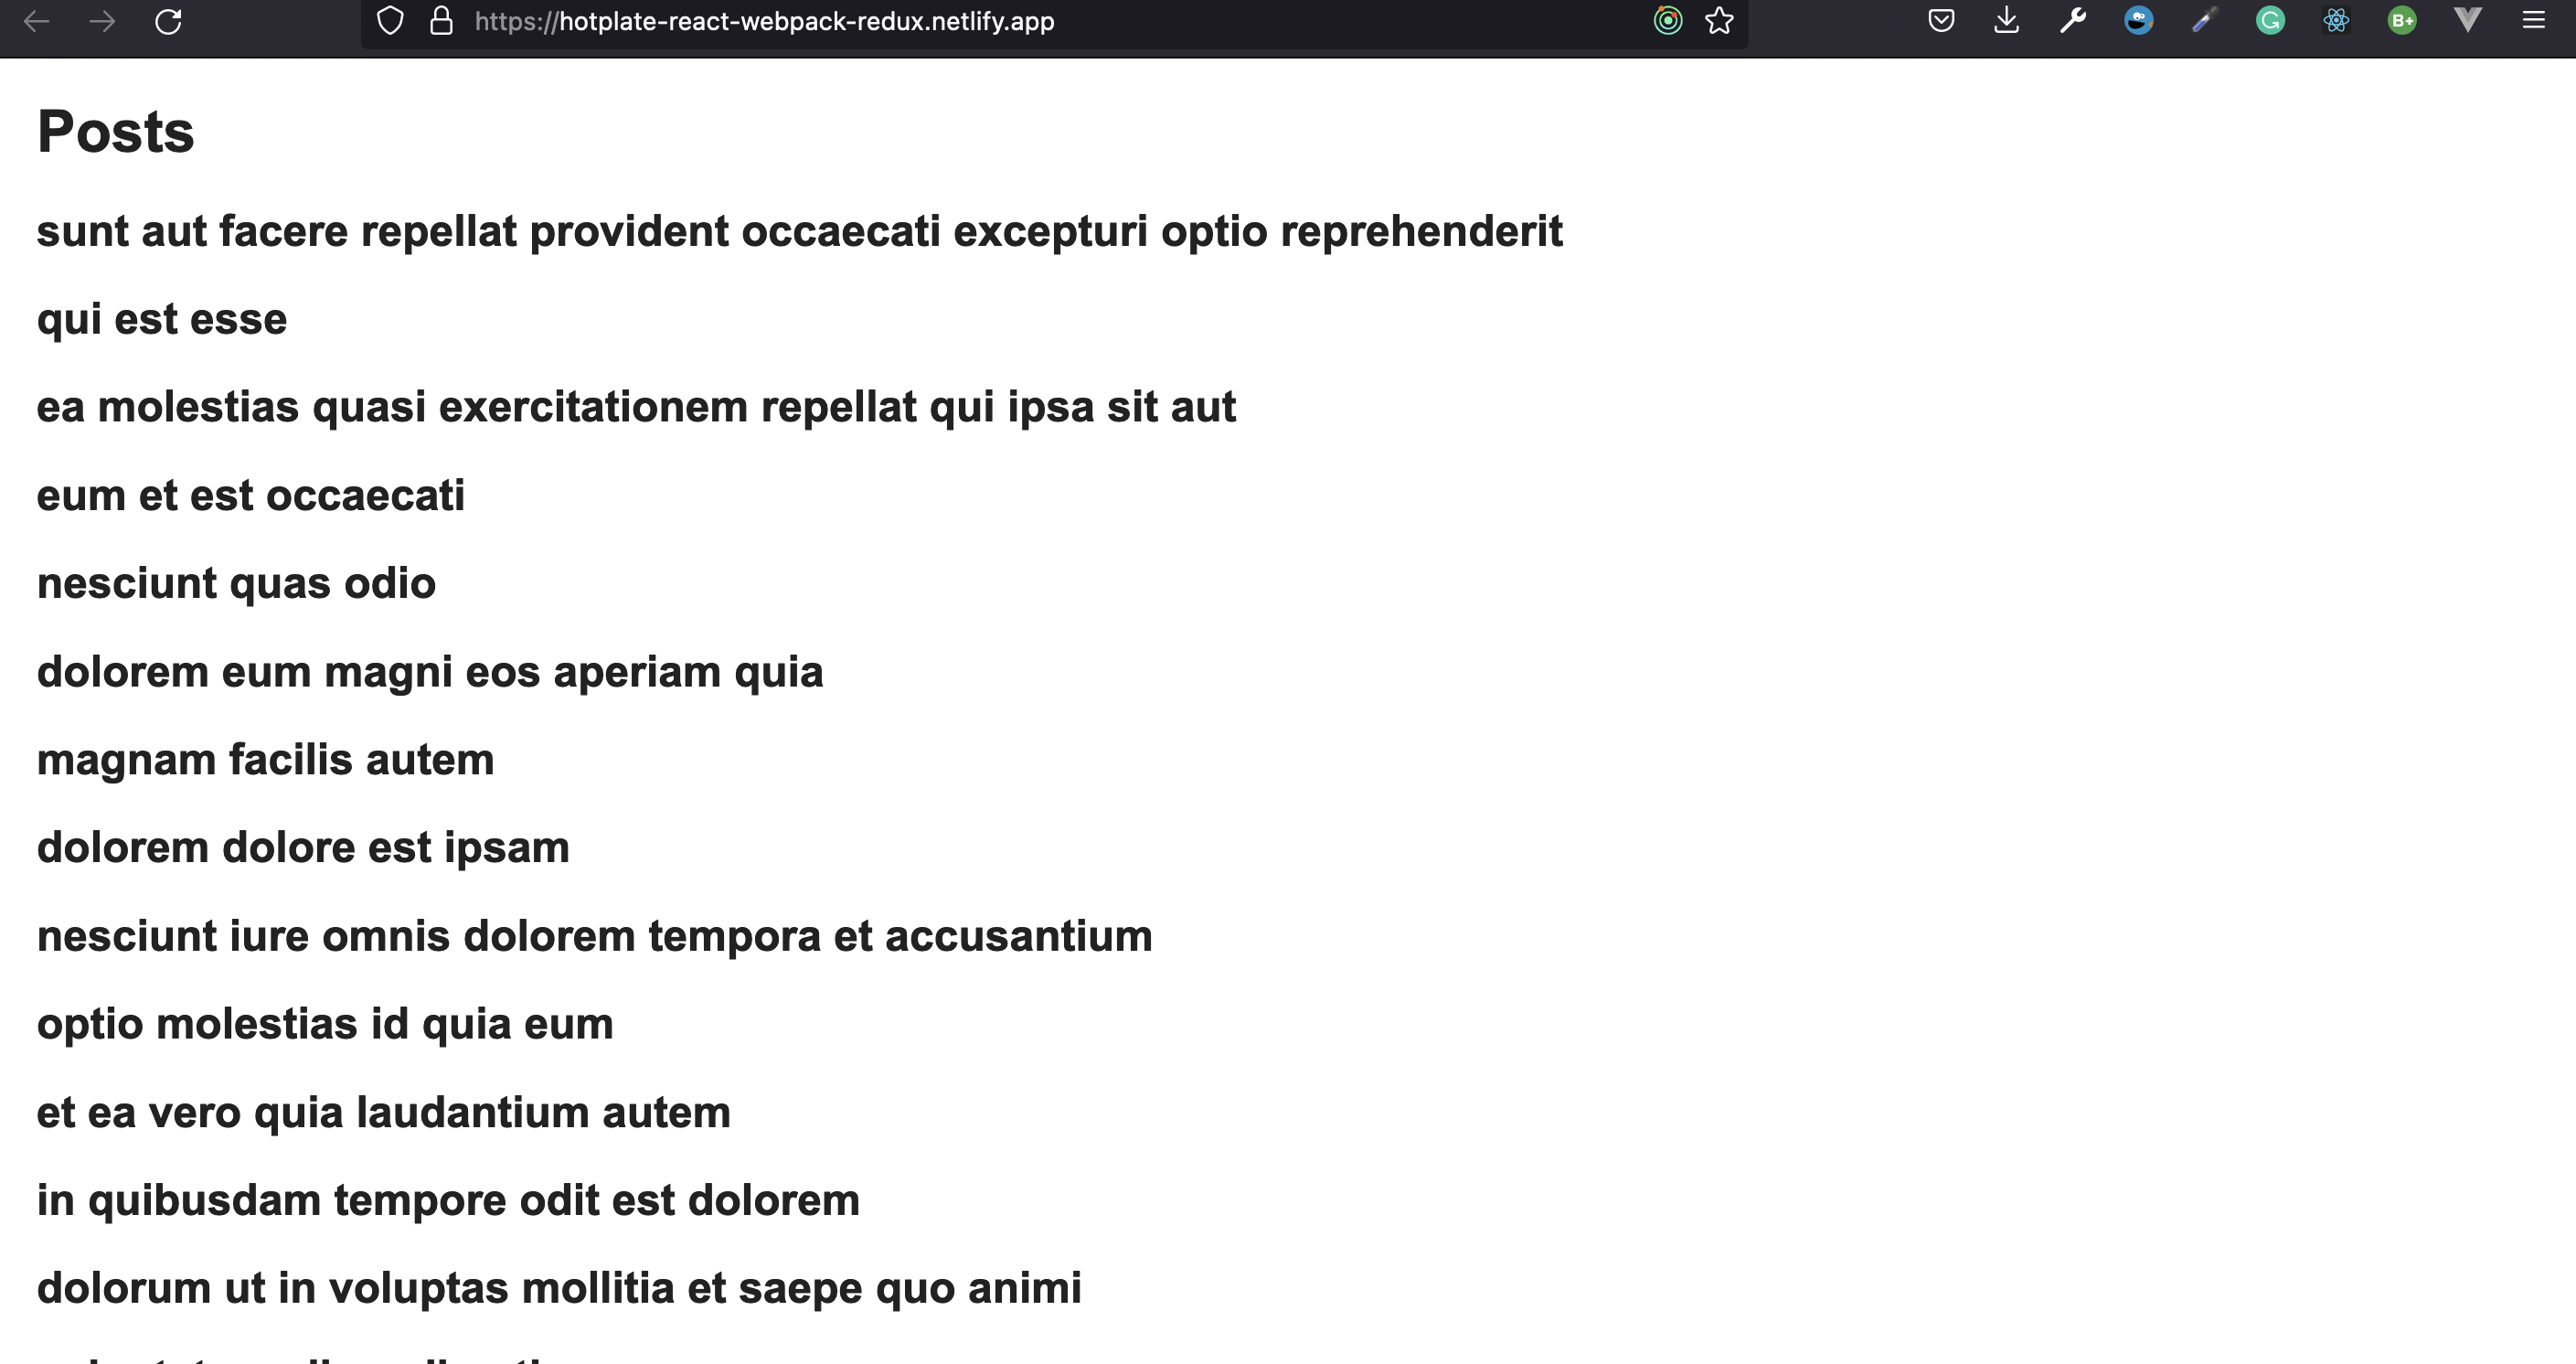 https://hotplate-react-webpack-redux.netlify.app
B+
Posts
sunt aut facere repellat provident occaecati excepturi optio reprehenderit
qui est esse
ea molestias quasi exercitationem repellat qui ipsa sit aut
eum et est occaecati
nesciunt quas odio
dolorem eum magni eos aperiam quia
magnam facilis autem
dolorem dolore est ipsam
nesciunt iure omnis dolorem tempora et accusantium
optio molestias id quia eum
et ea vero quia laudantium autem
in quibusdam tempore odit est dolorem
dolorum ut in voluptas mollitia et saepe quo animi